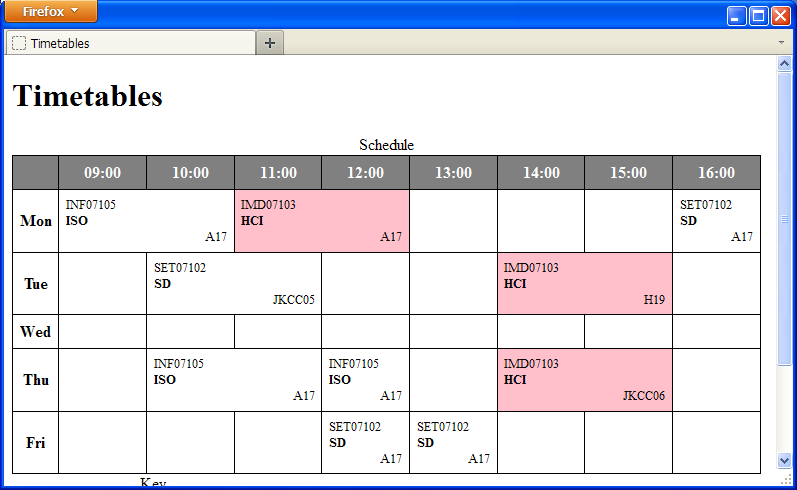 Firefox
Timetables
Timetables
Schedule
09:00 10:00 11:00 12:00 13:00 14:00 15:00 16:00
Mon
INF07105
ISO
A17
IMD07103
HCI
A17
SET07102
SD
A17
Tue
SET07102
SD
JKCC05
IMD07103
HCI
H19
Wed
Thu
INF07105
ISO
A17
INF07105
ISO
A17
IMD07103
HCI
JKCC06
Fri
SET07102
SD
A17
SET07102
SD
A17
Key